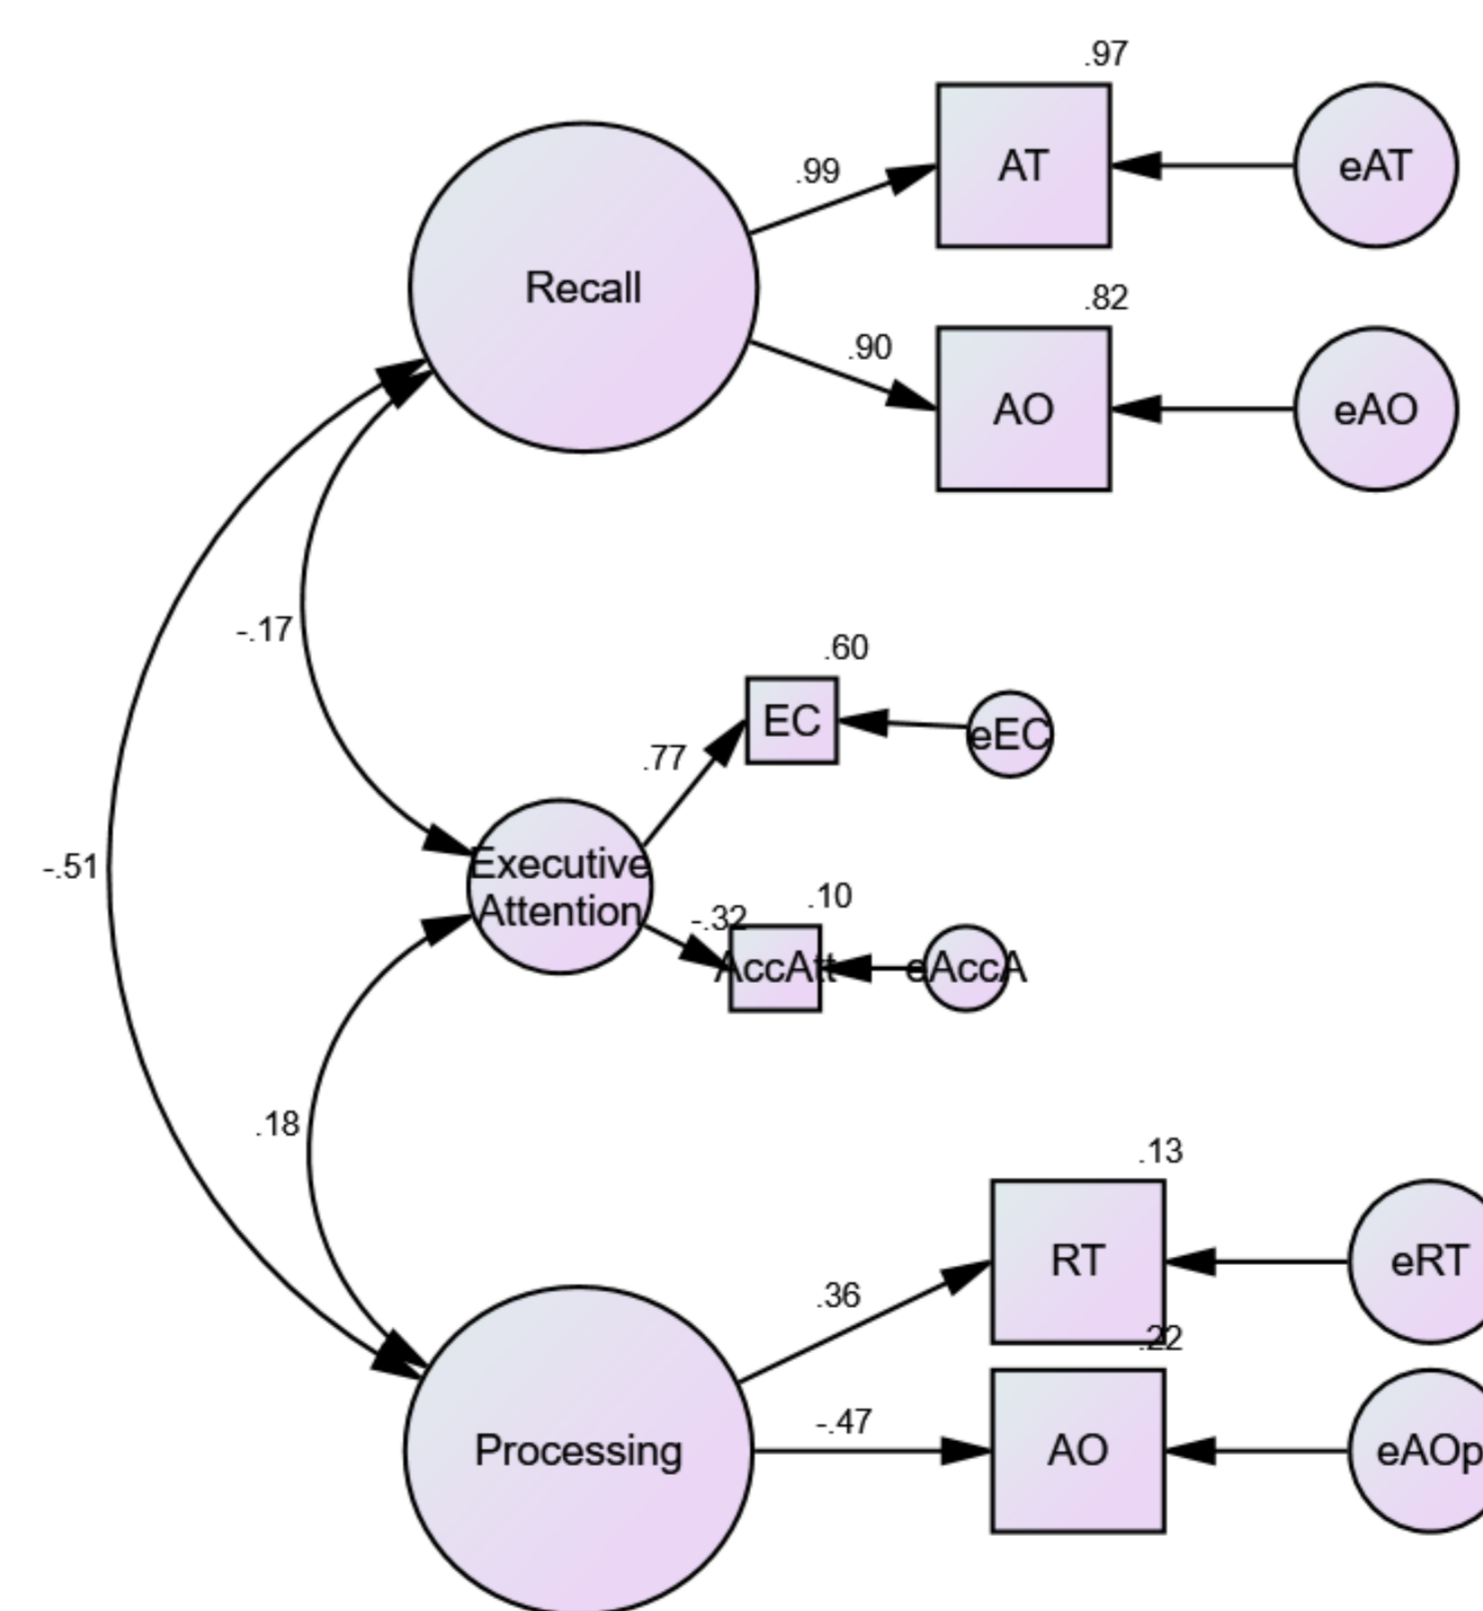 .97
AT
eAT
.99
Recall
.82
.90
AO
eAO
-.17
.60
EC
eEC
.77
-.51
Executive
Attention
.10
-.32
AccAtt
eAccA
.18
.13
RT
eRT
.36
.22
-.47
Processing
AO
eAOp